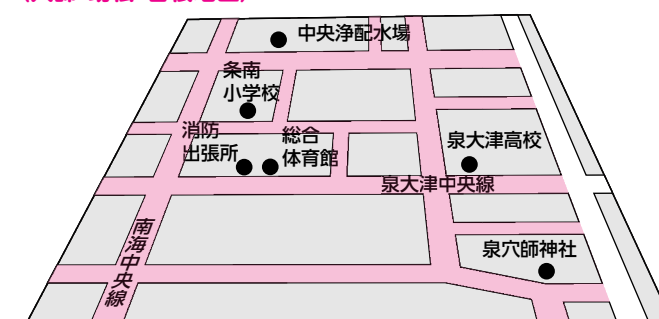 中央浄配水場
条南
小学校
消防
出張所
総合
体育館
泉大津高校
泉大津中央線
南海中央線
泉穴師神社